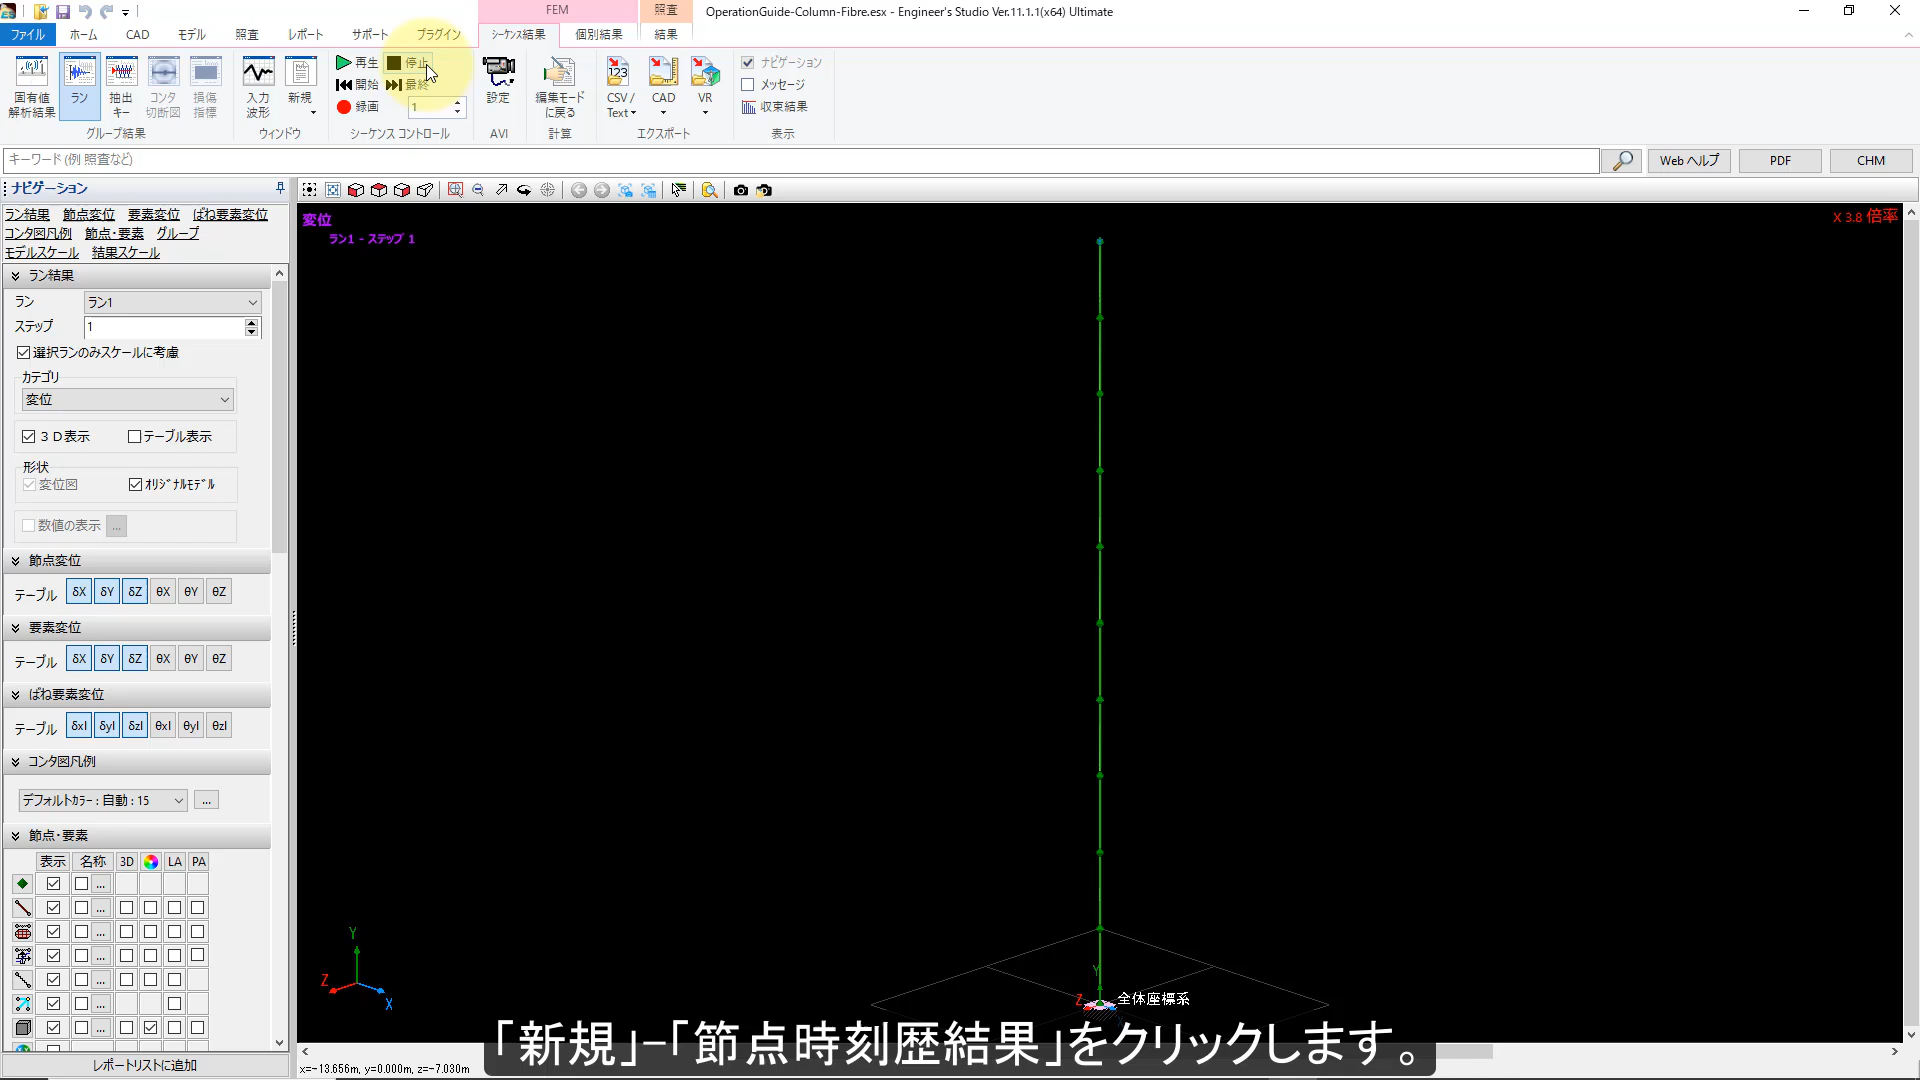 FEM 照査 OperationGuide-Column-Fibre.esx - Engineer's Studio Ver.11.1.1(x64) Ultimate
ファイル ホーム CAD モデル 照査 レポート サポート プラグイン シーケンス結果 個別結果 結果
固有値解析結果 ラン 抽出キー コンタ切断図 損傷指標 入力波形 新規 再生 停止 設定 編集モードに戻る CSV/Text CAD VR ナビゲーション
開始 最終 メッセージ
録画 1 収束結果
グループ結果 ウィンドウ シーケンス コントロール AVI 計算 エクスポート 表示
キーワード (例 照査など) Web ヘルプ PDF CHM
ナビゲーション
ラン結果 節点変位 要素変位 ばね要素変位
コンタ図凡例 節点・要素 グループ
モデルスケール 結果スケール
ラン結果
ラン ラン1
ステップ 1
選択ランのみスケールに考慮
カテゴリ
変位
３Ｄ表示 テーブル表示
形状
変位図 オリジナルモデル
数値の表示 ...
節点変位
テーブル δX δY δZ θX θY θZ
要素変位
テーブル δX δY δZ θX θY θZ
ばね要素変位
テーブル δxl δyl δzl θxl θyl θzl
コンタ図凡例
デフォルトカラー : 自動 : 15 ...
節点・要素
表示 名称 3D LA PA
...
...
...
...
...
...
...
レポートリストに追加
変位
ラン1 - ステップ 1
X 3.8 倍率
Y
Z
X
Y
Z
全体座標系
「新規」-「節点時刻歴結果」をクリックします。
x=-13.656m, y=0.000m, z=-7.030m